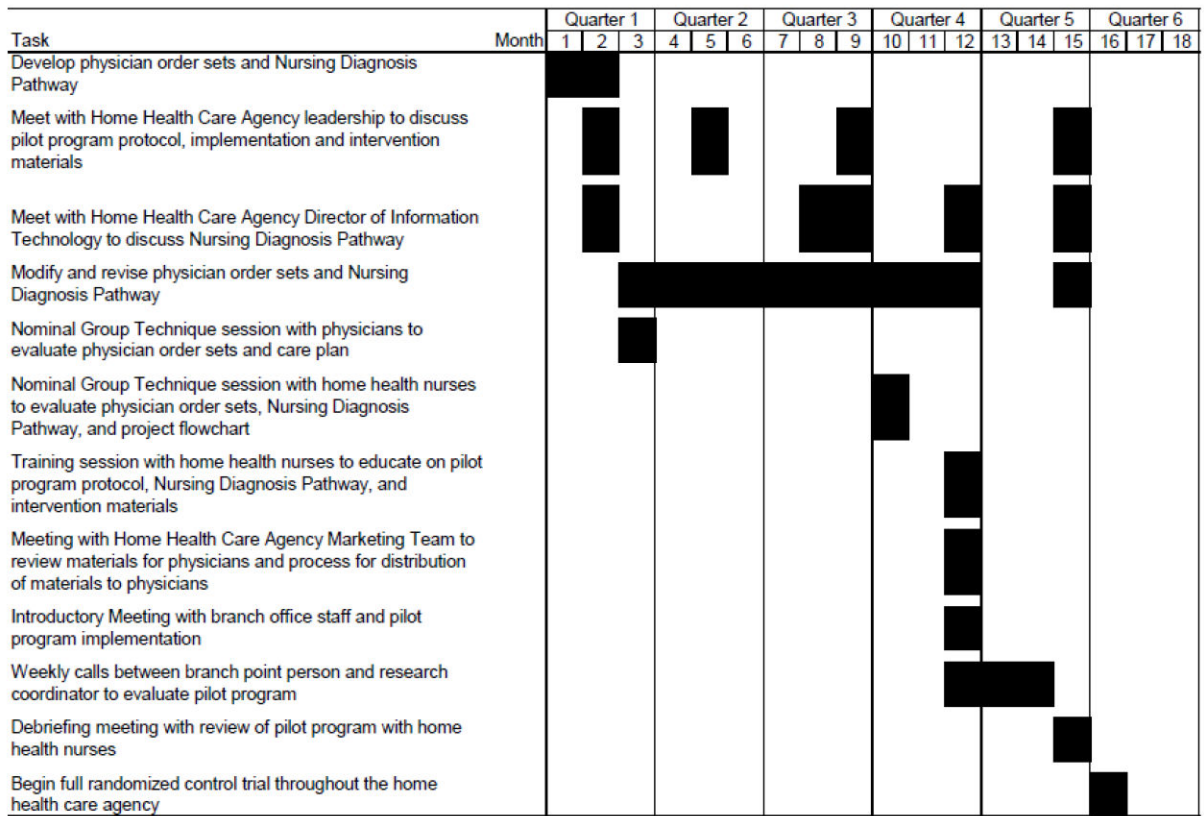 Quarter 1 Quarter 2 Quarter 3 Quarter 4 Quarter 5 Quarter 6
Task Month 1 2 3 4 5 6 7 8 9 10 11 12 13 14 15 16 17 18
Develop physician order sets and Nursing Diagnosis
Pathway
Meet with Home Health Care Agency leadership to discuss
pilot program protocol, implementation and intervention
materials
Meet with Home Health Care Agency Director of Information
Technology to discuss Nursing Diagnosis Pathway
Modify and revise physician order sets and Nursing
Diagnosis Pathway
Nominal Group Technique session with physicians to
evaluate physician order sets and care plan
Nominal Group Technique session with home health nurses
to evaluate physician order sets, Nursing Diagnosis
Pathway, and project flowchart
Training session with home health nurses to educate on pilot
program protocol, Nursing Diagnosis Pathway, and
intervention materials
Meeting with Home Health Care Agency Marketing Team to
review materials for physicians and process for distribution
of materials to physicians
Introductory Meeting with branch office staff and pilot
program implementation
Weekly calls between branch point person and research
coordinator to evaluate pilot program
Debriefing meeting with review of pilot program with home
health nurses
Begin full randomized control trial throughout the home
health care agency